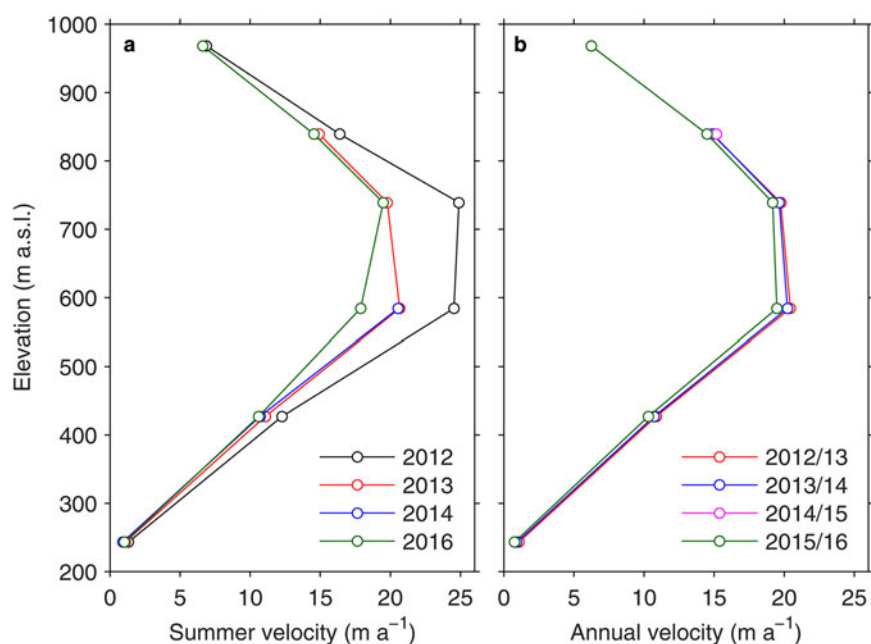 a
b
Elevation (m a.s.l.)
1000
900
800
700
600
500
400
300
200
2012
2013
2014
2016
2012/13
2013/14
2014/15
2015/16
0 5 10 15 20 25
0 5 10 15 20 25
Summer velocity (m a⁻¹)
Annual velocity (m a⁻¹)